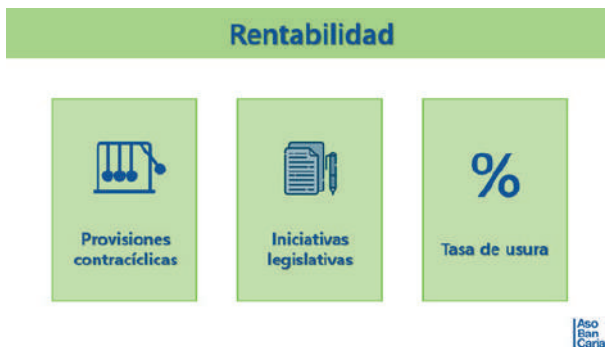 Rentabilidad
Provisiones
contracíclicas
Iniciativas
legislativas
%
Tasa de usura
Aso
Ban
Caria